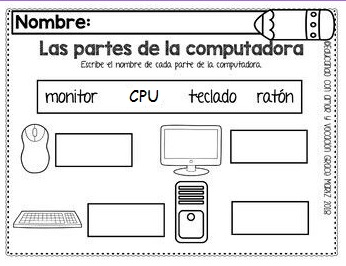 Nombre:
Las partes de la computadora
Escribe el nombre de cada parte de la computadora.
monitor CPU teclado ratón